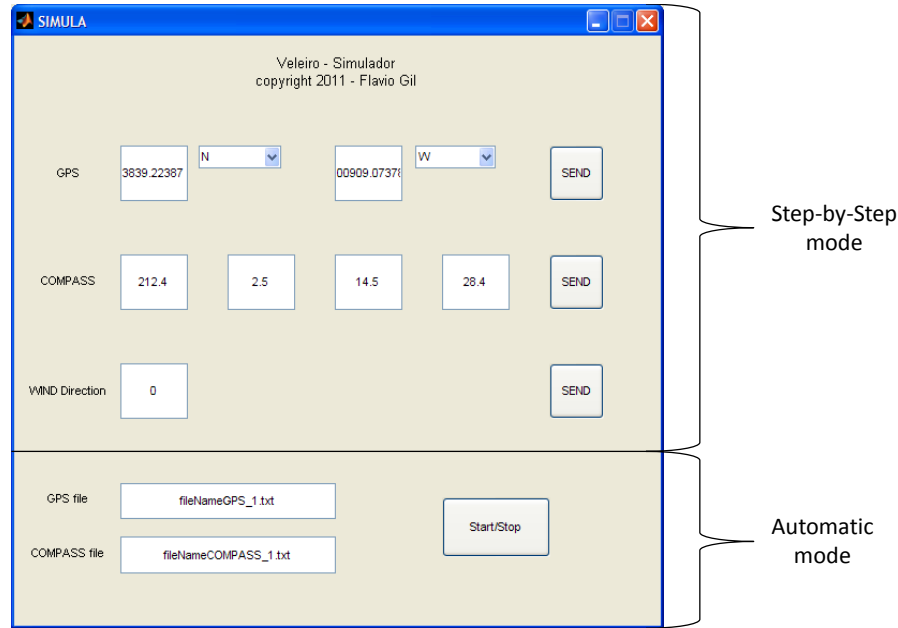 SIMULA
Veleiro - Simulador
copyright 2011 - Flavio Gil
GPS 3839.22387 N 00909.07378 W SEND
COMPASS 212.4 2.5 14.5 28.4 SEND
WIND Direction 0 SEND
Step-by-Step
mode
GPS file fileNameGPS_1.txt
COMPASS file fileNameCOMPASS_1.txt
Start/Stop
Automatic
mode